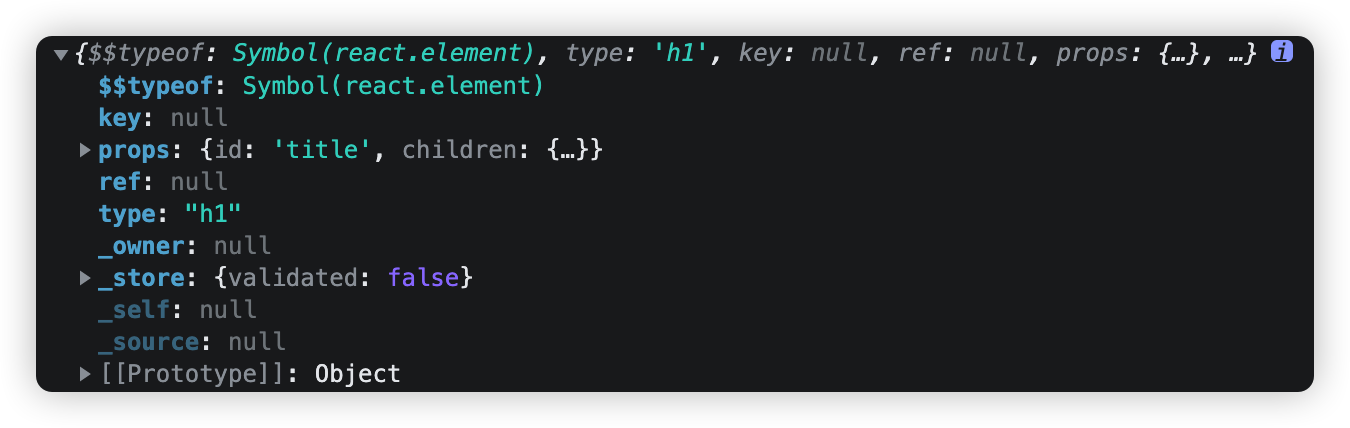 {$$typeof: Symbol(react.element), type: 'h1', key: null, ref: null, props: {…}, …} i
$$typeof: Symbol(react.element)
key: null
props: {id: 'title', children: {…}}
ref: null
type: "h1"
_owner: null
_store: {validated: false}
_self: null
_source: null
[[Prototype]]: Object